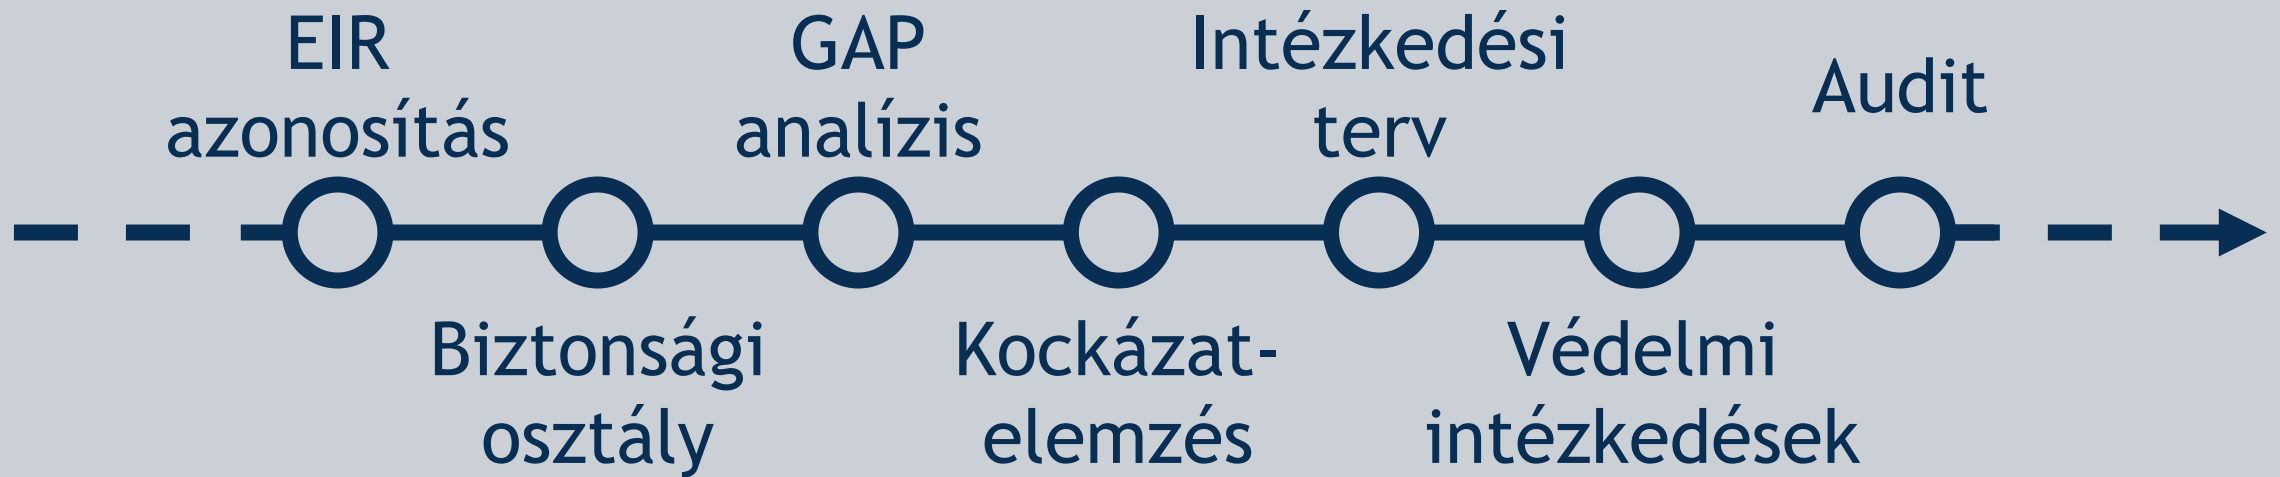 EIR
azonosítás
Biztonsági
osztály
GAP
analízis
Kockázat-
elemzés
Intézkedési
terv
Védelmi
intézkedések
Audit